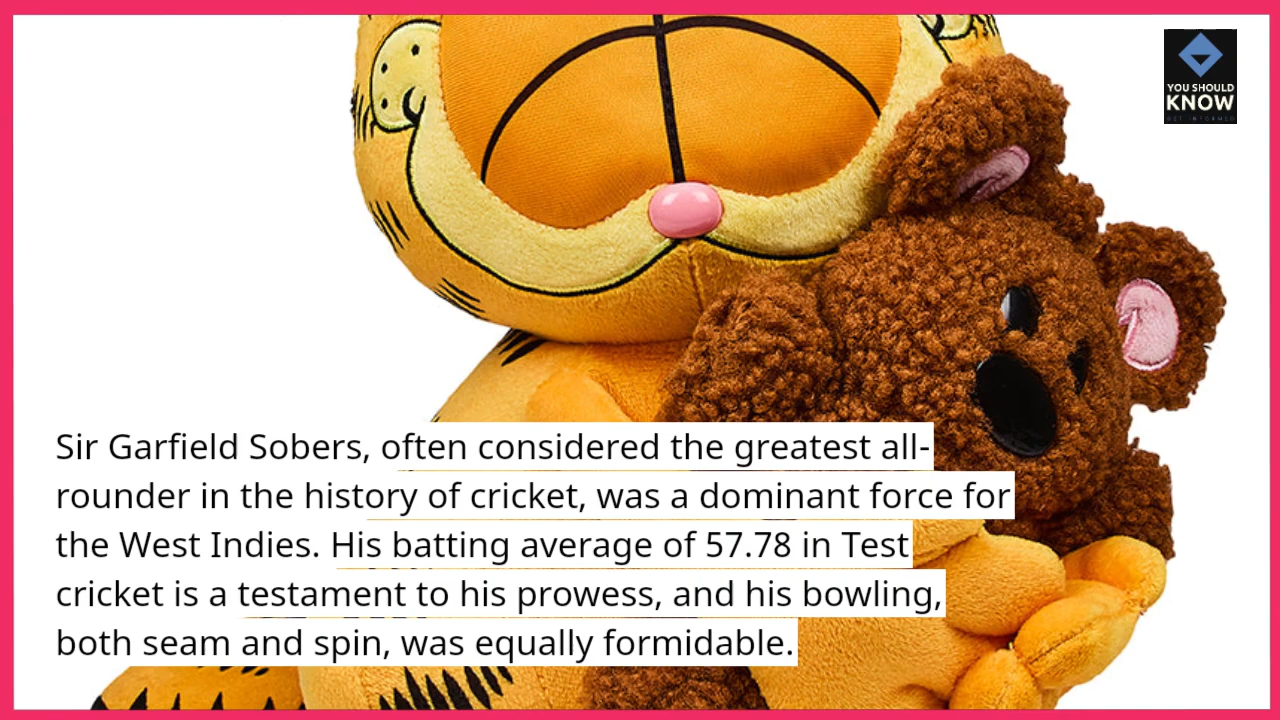 YOU SHOULD
KNOW
GET INFORMED
Sir Garfield Sobers, often considered the greatest all-
rounder in the history of cricket, was a dominant force for
the West Indies. His batting average of 57.78 in Test
cricket is a testament to his prowess, and his bowling,
both seam and spin, was equally formidable.